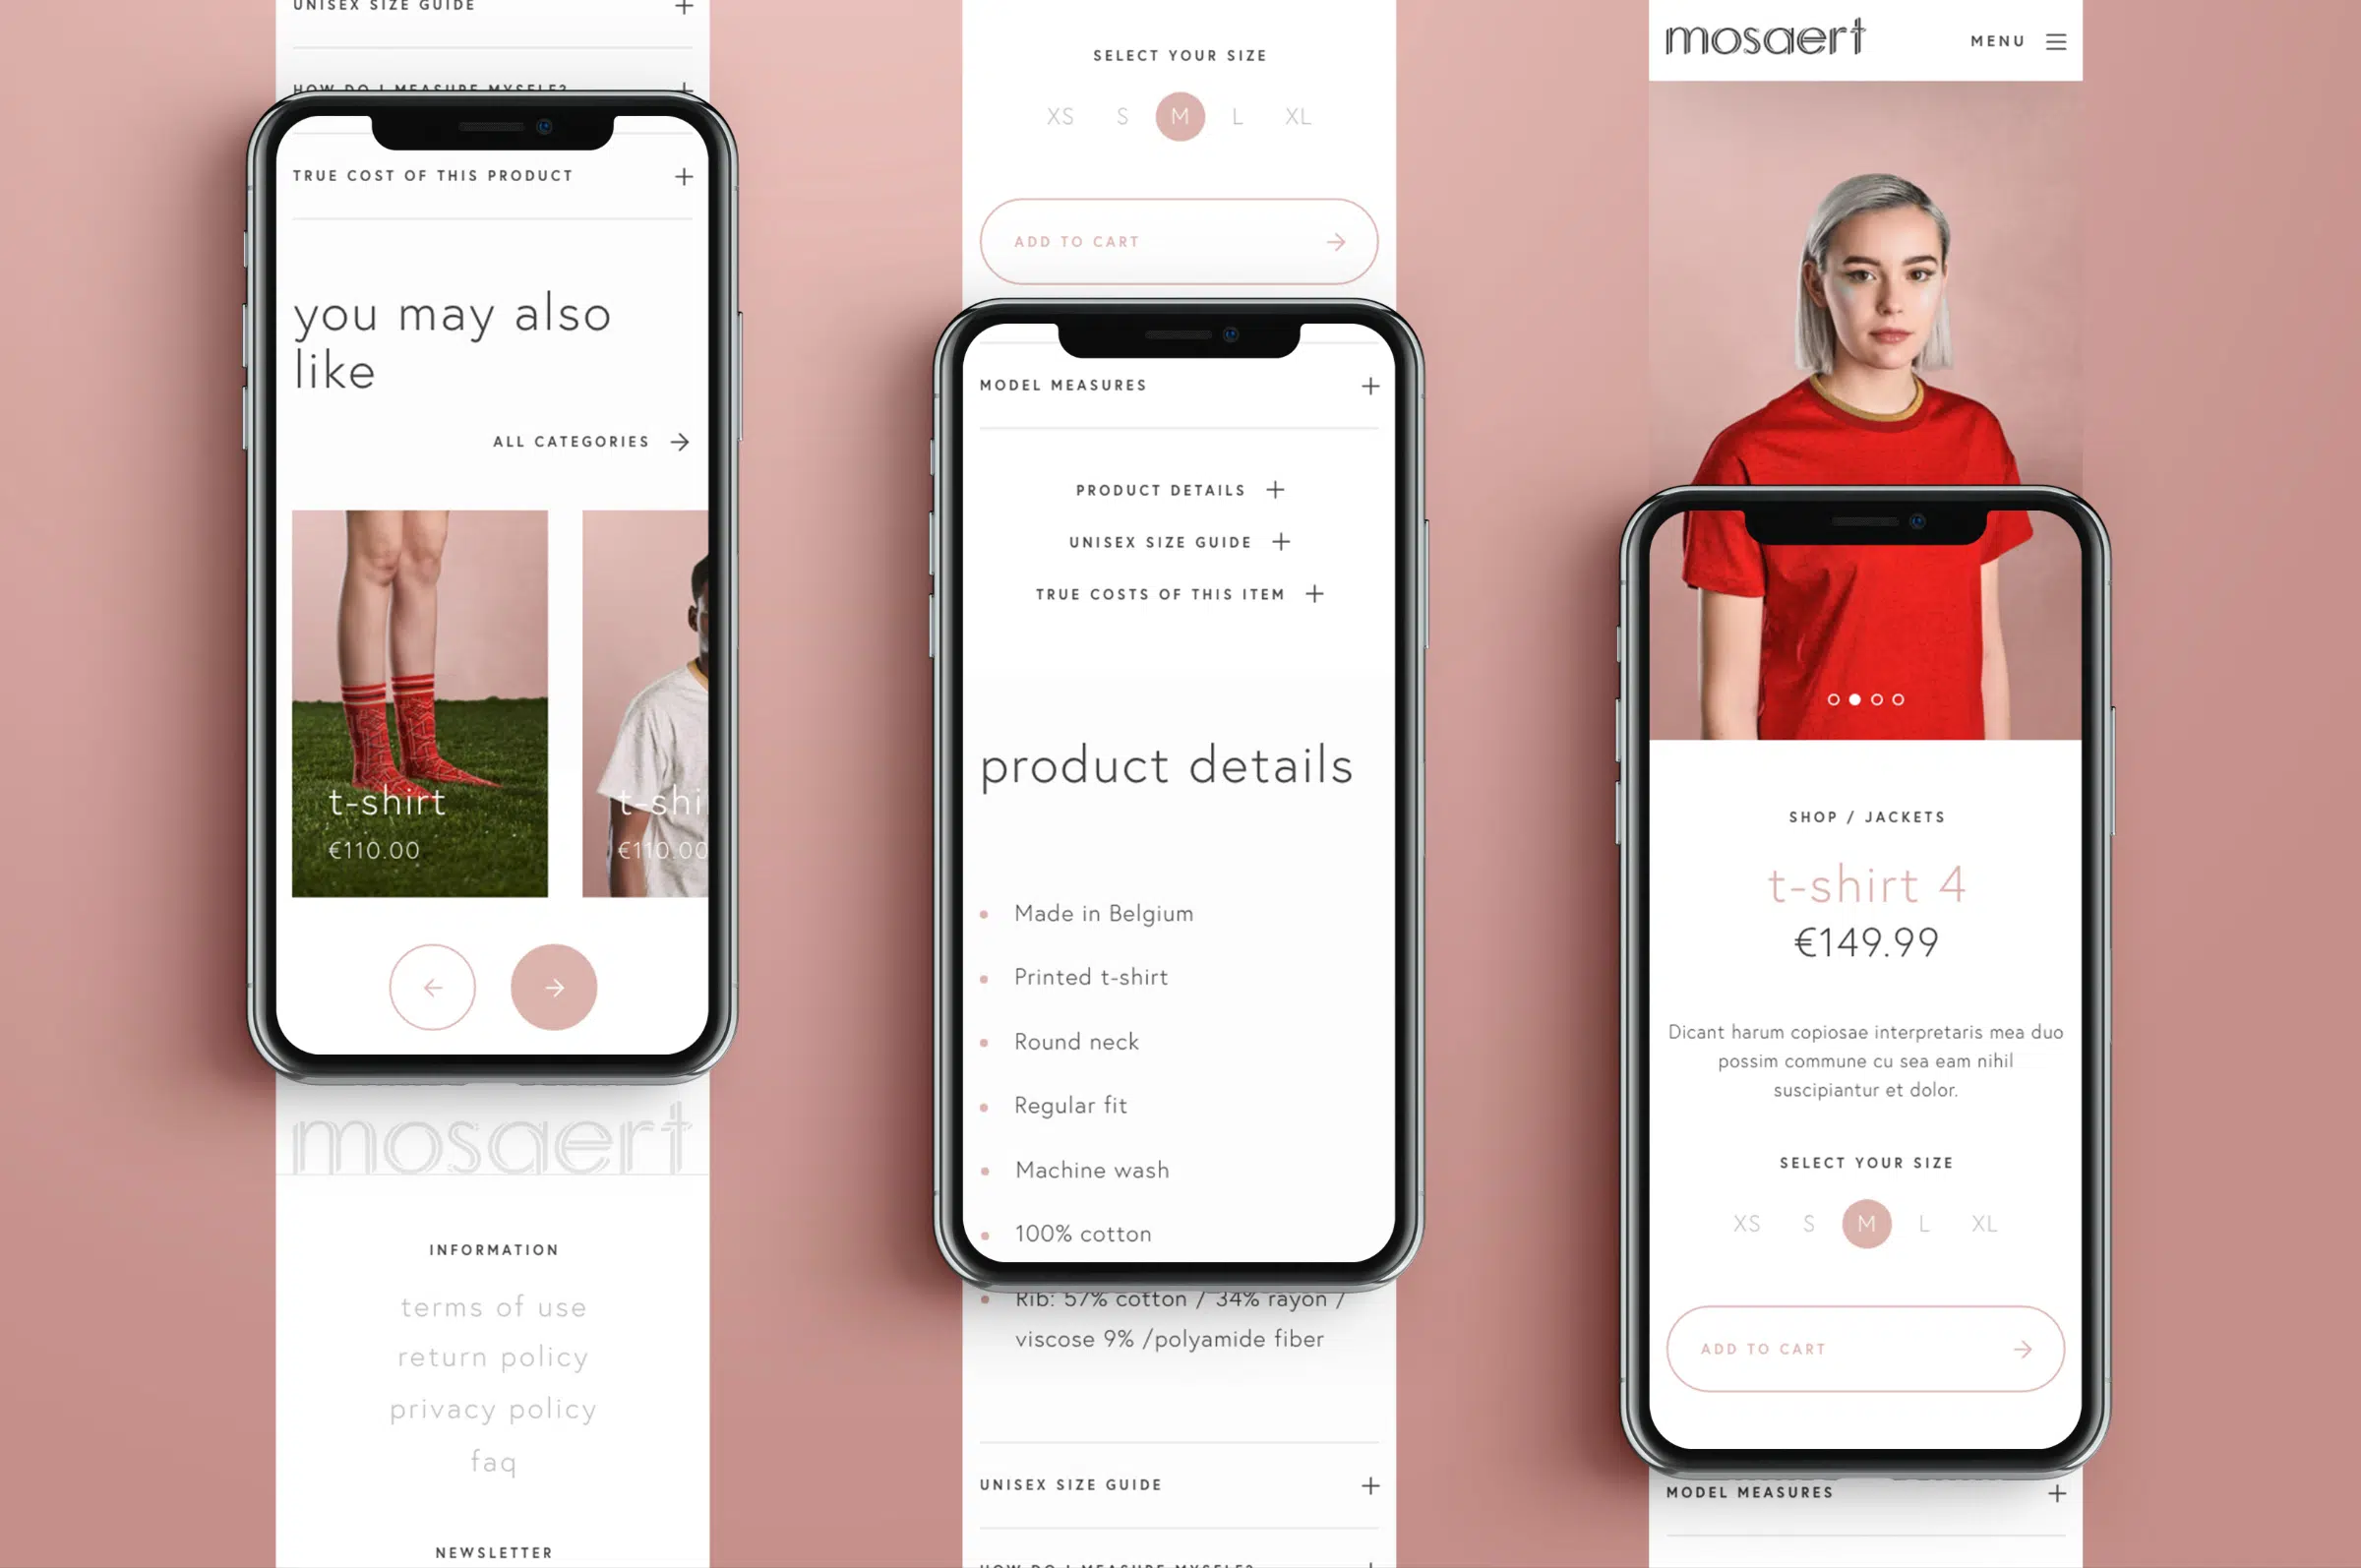 UNISEX SIZE GUIDE
HOW DO I MEASURE MYSELF?
TRUE COST OF THIS PRODUCT
you may also
like
ALL CATEGORIES
t-shirt
€110.00
t-shi
€110.00
mosaert
INFORMATION
terms of use
return policy
privacy policy
faq
NEWSLETTER
SELECT YOUR SIZE
XS S M L XL
ADD TO CART
MODEL MEASURES
PRODUCT DETAILS
UNISEX SIZE GUIDE
TRUE COSTS OF THIS ITEM
product details
Made in Belgium
Printed t-shirt
Round neck
Regular fit
Machine wash
100% cotton
Rib: 57% cotton / 34% rayon /
viscose 9% /polyamide fiber
UNISEX SIZE GUIDE
HOW DO I MEASURE MYSELF?
mosaert
MENU
SHOP / JACKETS
t-shirt 4
€149.99
Dicant harum copiosae interpretaris mea duo
possim commune cu sea eam nihil
suscipiantur et dolor.
SELECT YOUR SIZE
XS S M L XL
ADD TO CART
MODEL MEASURES